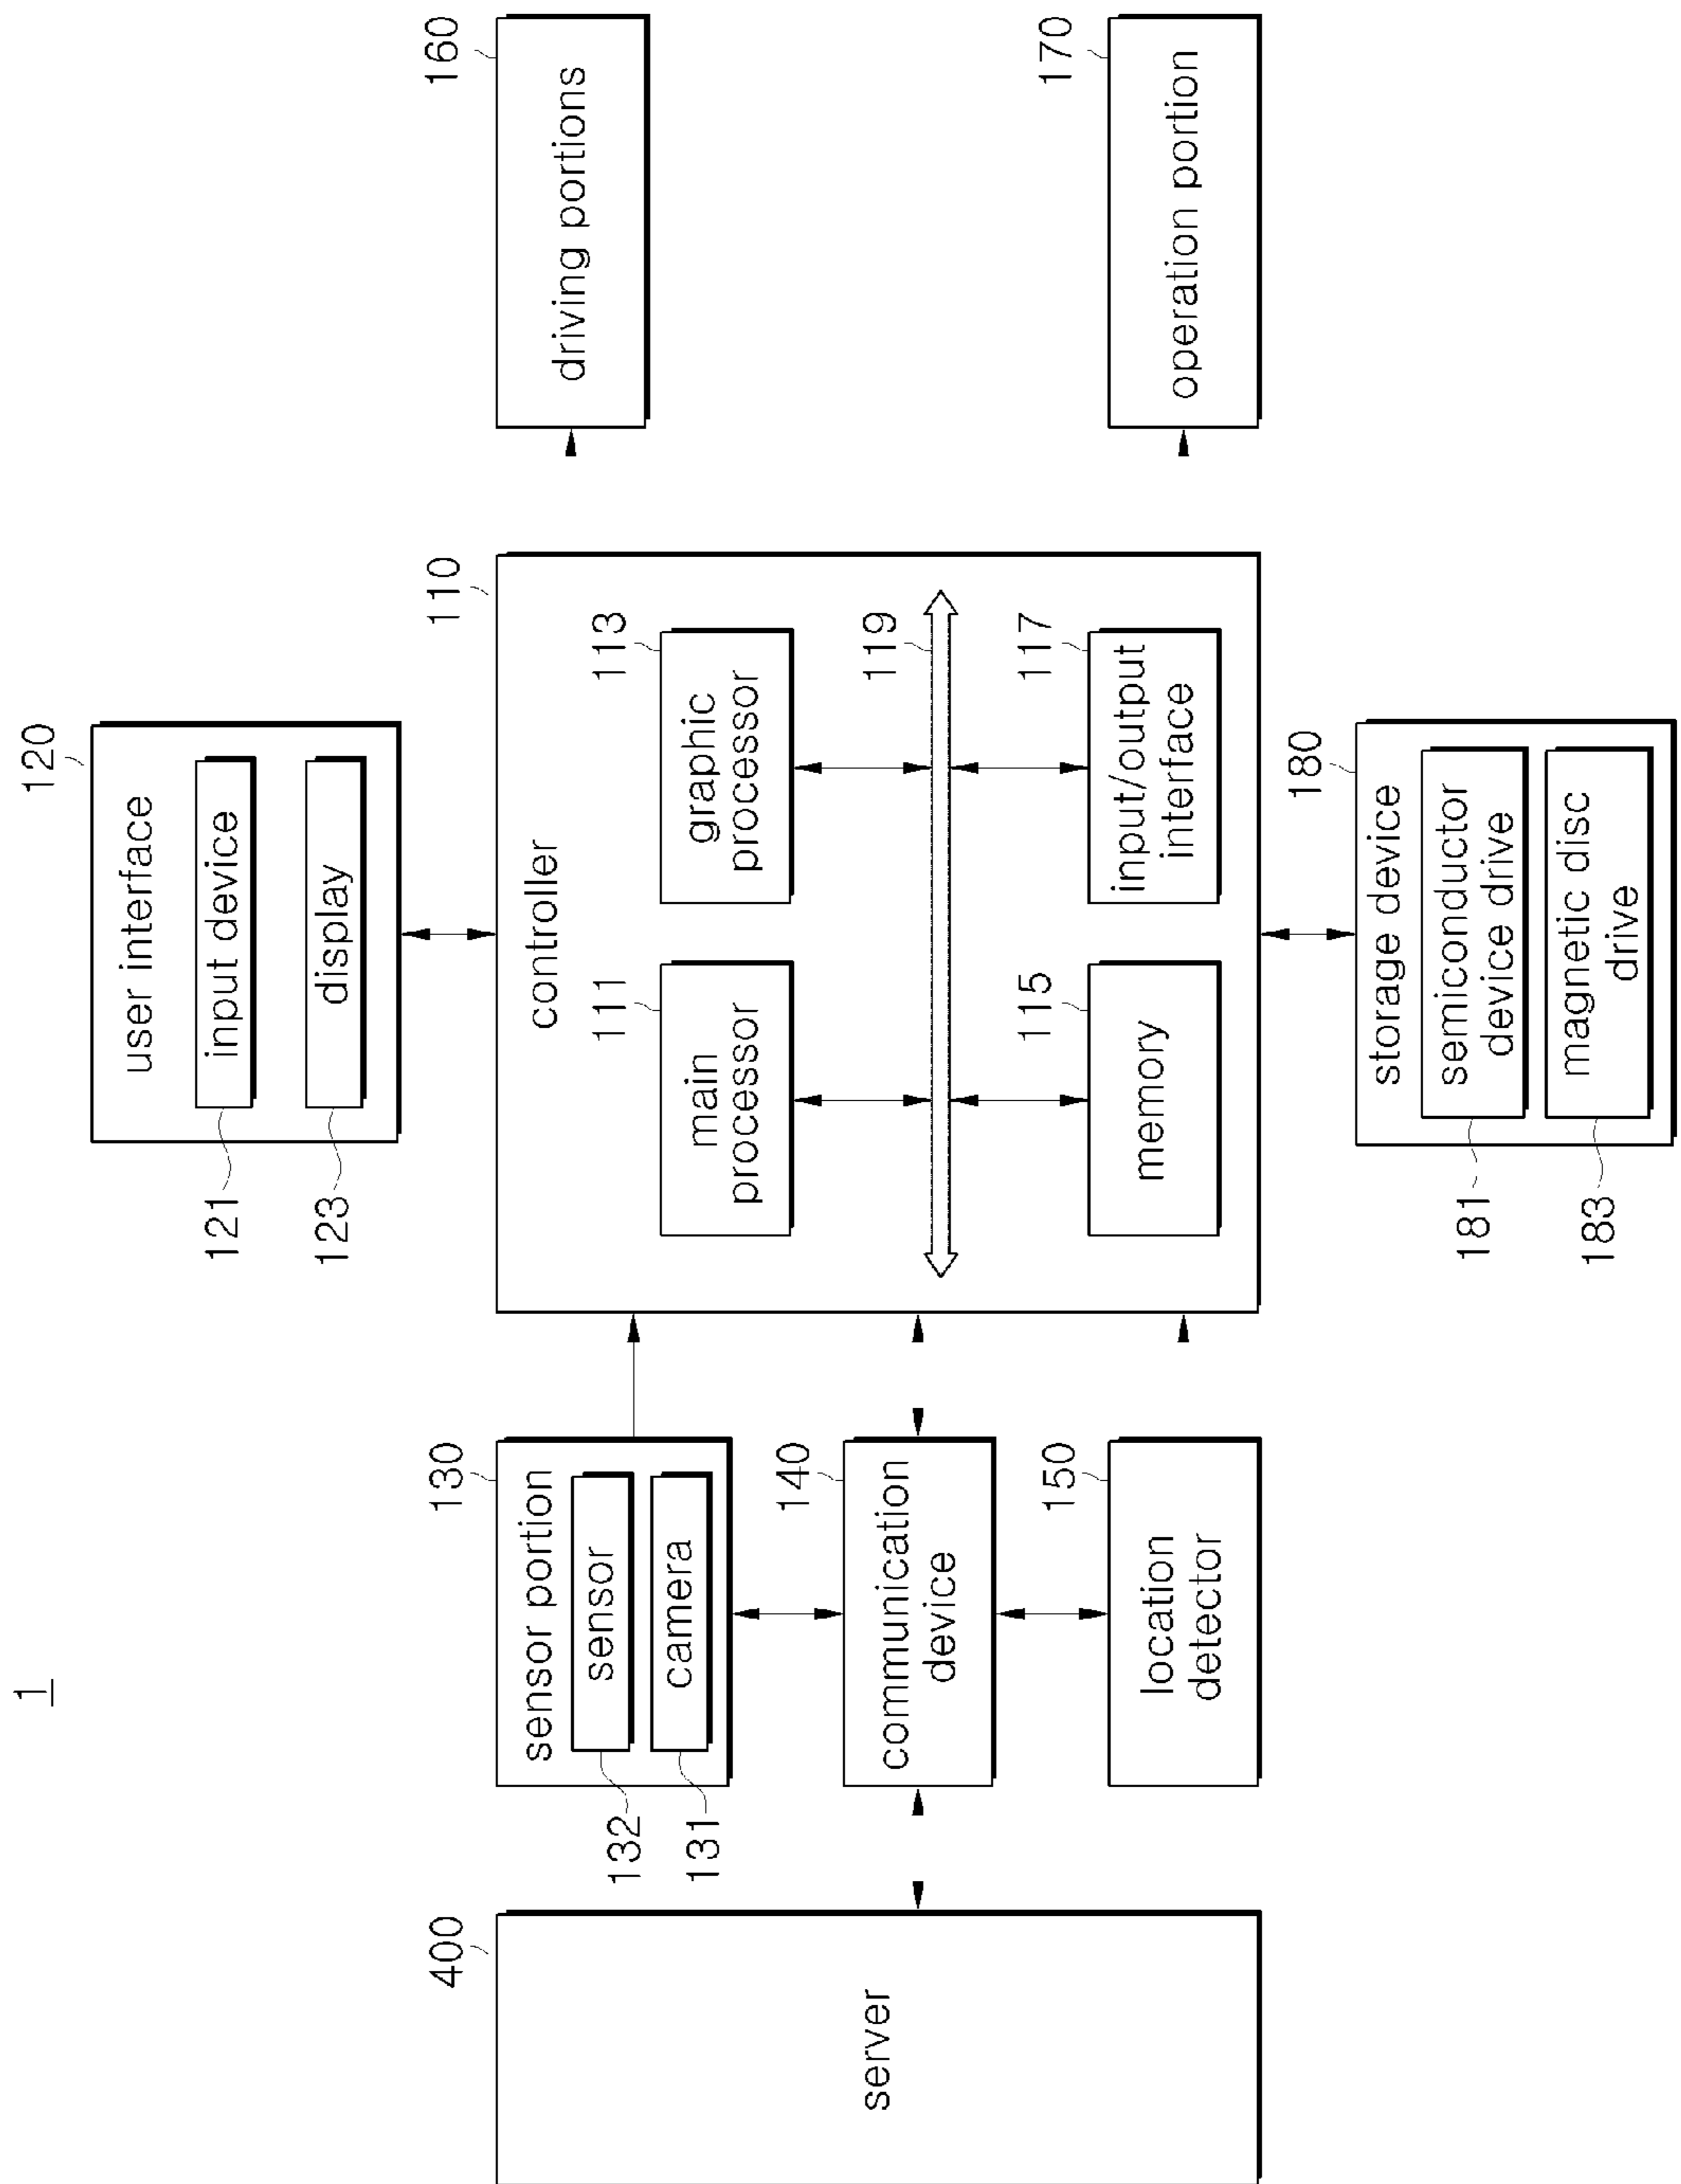 1
120
user interface
input device
121
display
123
400
server
130
sensor portion
sensor
132
camera
131
140
communication
device
150
location
detector
110
controller
111
main
processor
113
graphic
processor
119
115
memory
117
input/output
interface
160
driving portions
170
operation portion
180
storage device
semiconductor
device drive
181
magnetic disc
drive
183